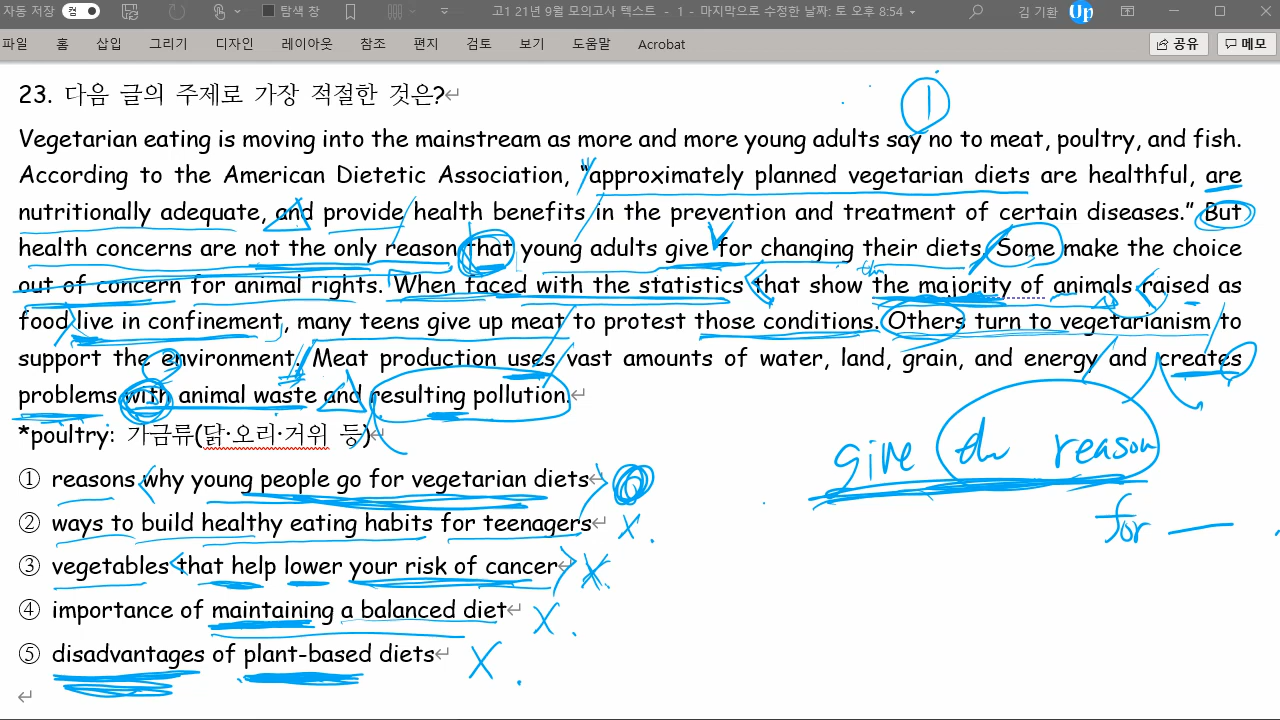 자동 저장 컴 탐색 창 고1 21년 9월 모의고사 텍스트 - 1 - 마지막으로 수정한 날짜: 토 오후 8:54 김 기환 Up
파일 홈 삽입 그리기 디자인 레이아웃 참조 편지 검토 보기 도움말 Acrobat 공유 메모
23. 다음 글의 주제로 가장 적절한 것은?
①
Vegetarian eating is moving into the mainstream as more and more young adults say no to meat, poultry, and fish.
According to the American Dietetic Association, “approximately planned vegetarian diets are healthful, are
nutritionally adequate, and provide health benefits in the prevention and treatment of certain diseases.” But
health concerns are not the only reason that young adults give for changing their diets. Some make the choice
out of concern for animal rights. When faced with the statistics that show the majority of animals raised as
food live in confinement, many teens give up meat to protest those conditions. Others turn to vegetarianism to
support the environment. Meat production uses vast amounts of water, land, grain, and energy and creates
problems with animal waste and resulting pollution.
*poultry: 가금류(닭·오리·거위 등)
give the reason
for
① reasons why young people go for vegetarian diets
② ways to build healthy eating habits for teenagers
③ vegetables that help lower your risk of cancer
④ importance of maintaining a balanced diet
⑤ disadvantages of plant-based diets